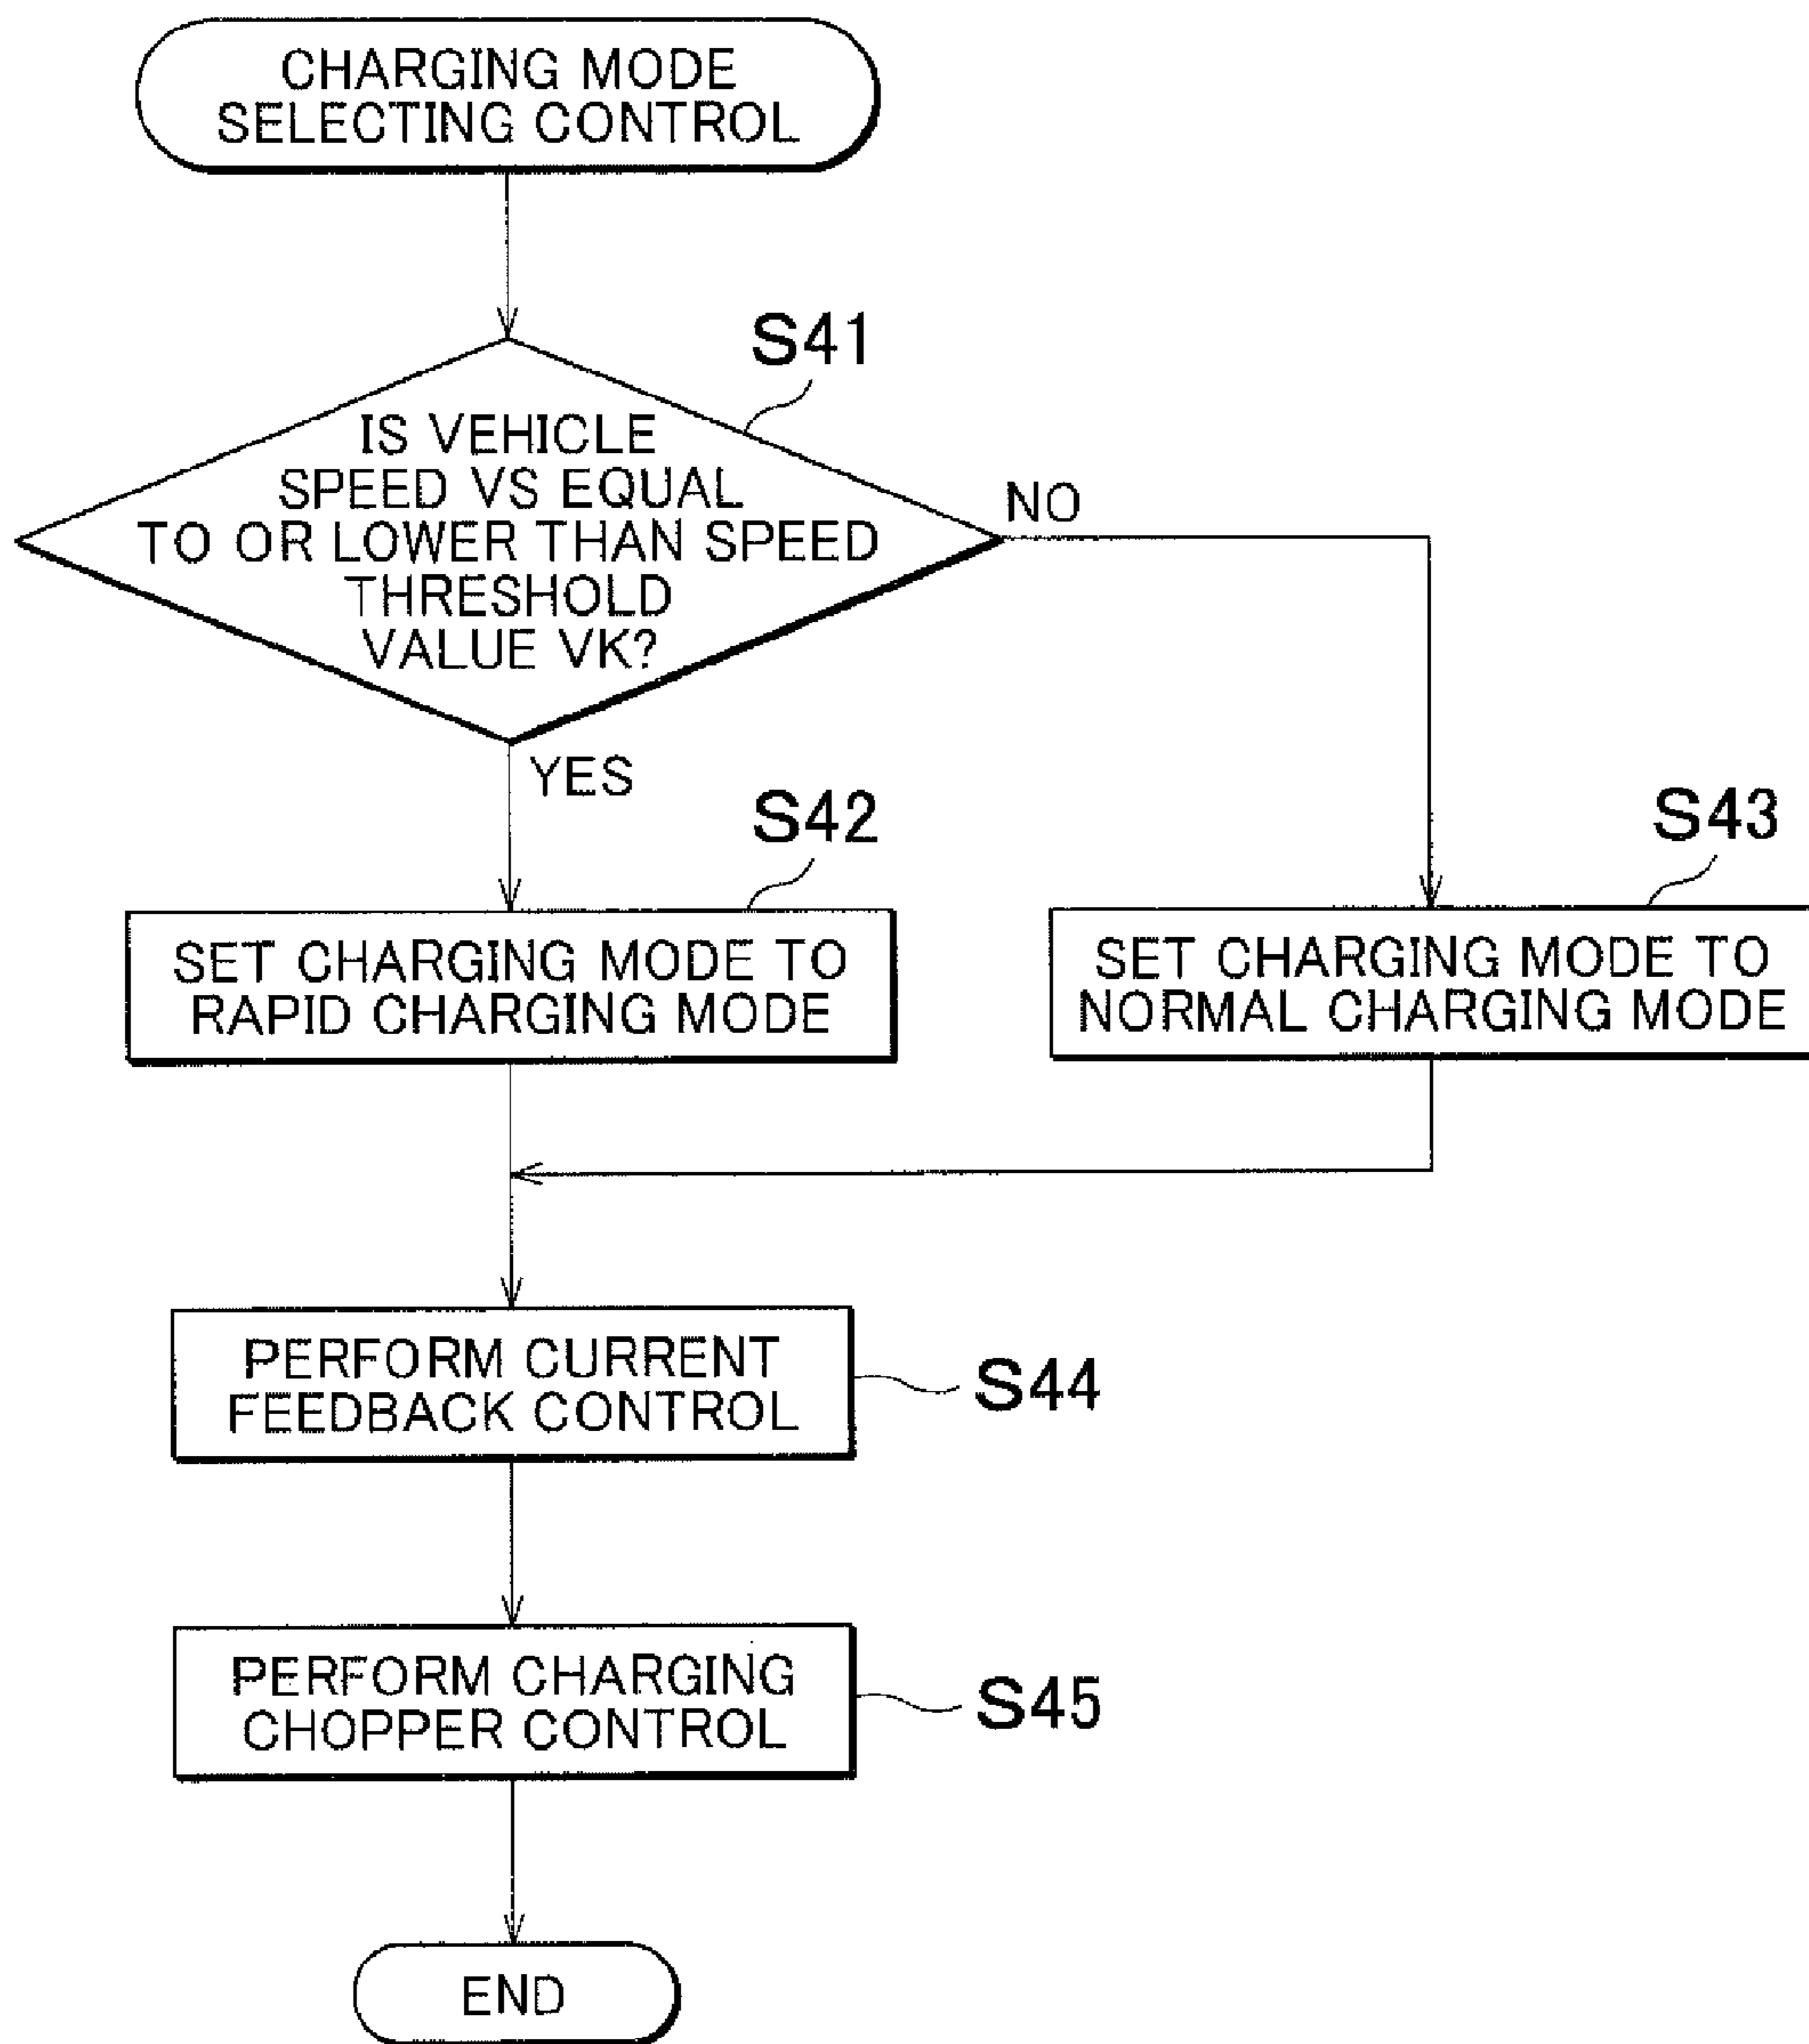 CHARGING MODE
SELECTING CONTROL
S41
IS VEHICLE
SPEED VS EQUAL
TO OR LOWER THAN SPEED
THRESHOLD
VALUE VK?
NO
YES
S42
S43
SET CHARGING MODE TO
RAPID CHARGING MODE
SET CHARGING MODE TO
NORMAL CHARGING MODE
PERFORM CURRENT
FEEDBACK CONTROL
S44
PERFORM CHARGING
CHOPPER CONTROL
S45
END